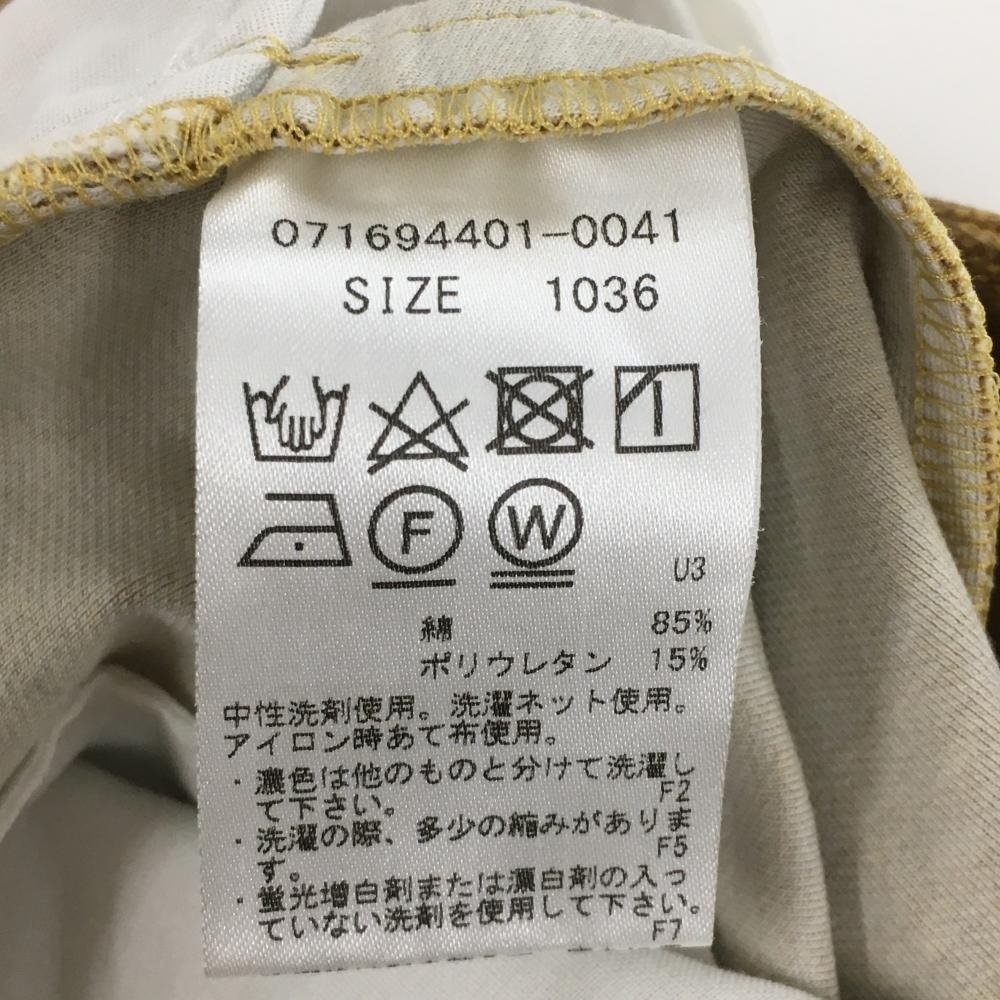 071694401-0041
SIZE 1036
F W
U3
綿 85%
ポリウレタン 15%
中性洗剤使用。洗濯ネット使用。
アイロン時あて布使用。
・濃色は他のものと分けて洗濯し
て下さい。 F2
・洗濯の際、多少の縮みがありま
す。 F5
・蛍光増白剤または漂白剤の入っ
ていない洗剤を使用して下さい。
F7